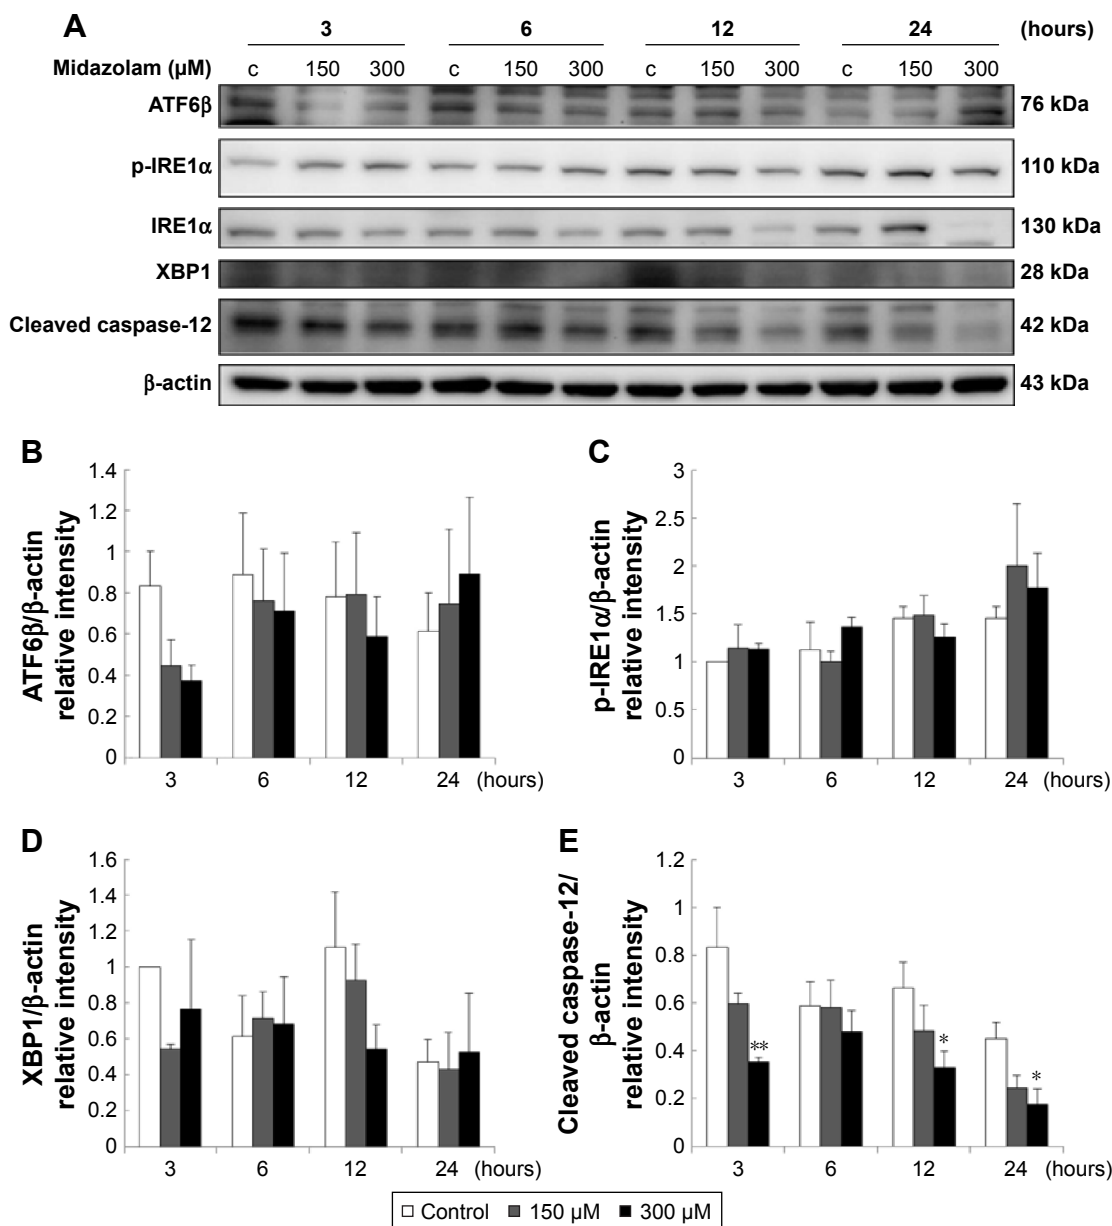 A
3 6 12 24 (hours)
Midazolam (µM) c 150 300 c 150 300 c 150 300 c 150 300
ATF6β 76 kDa
p-IRE1α 110 kDa
IRE1α 130 kDa
XBP1 28 kDa
Cleaved caspase-12 42 kDa
β-actin 43 kDa
B
ATF6β/β-actin
relative intensity
1.4
1.2
1
0.8
0.6
0.4
0.2
0
3 6 12 24 (hours)
C
p-IRE1α/β-actin
relative intensity
3
2.5
2
1.5
1
0.5
0
3 6 12 24 (hours)
D
XBP1/β-actin
relative intensity
1.6
1.4
1.2
1
0.8
0.6
0.4
0.2
0
3 6 12 24 (hours)
E
Cleaved caspase-12/
β-actin
relative intensity
1.2
1
0.8
0.6
0.4
0.2
0
**
*
*
3 6 12 24 (hours)
Control 150 µM 300 µM